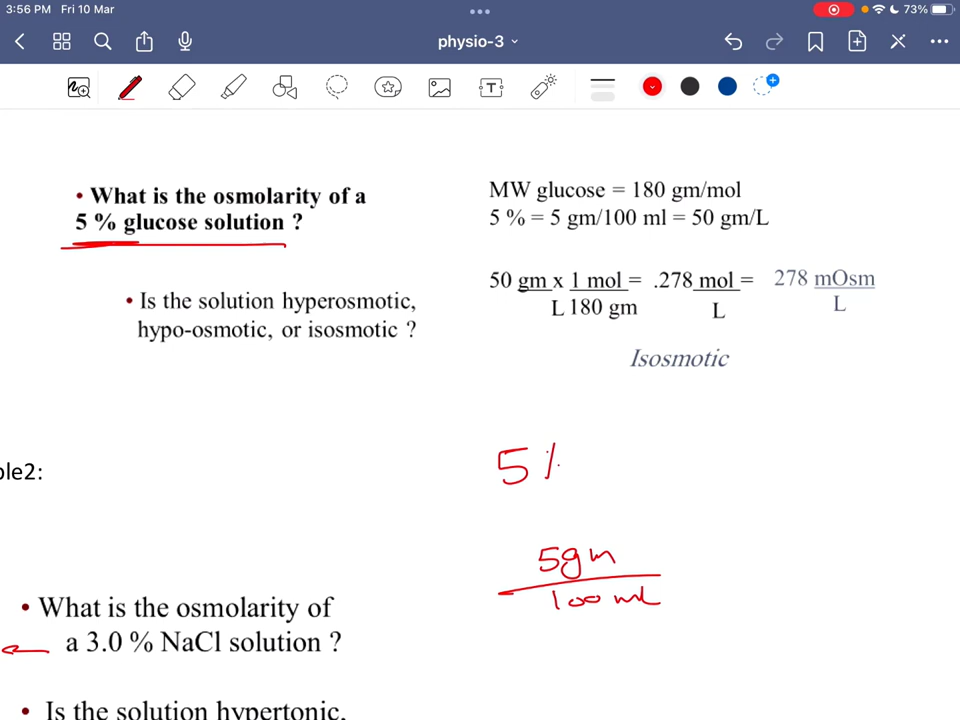 3:56 PM Fri 10 Mar
73%
physio-3
• What is the osmolarity of a
5 % glucose solution ?
• Is the solution hyperosmotic,
hypo-osmotic, or isosmotic ?
MW glucose = 180 gm/mol
5 % = 5 gm/100 ml = 50 gm/L
50 gm x 1 mol = .278 mol = 278 mOsm
L 180 gm L L
Isosmotic
5 %
ple2:
5gm
100 ml
• What is the osmolarity of
a 3.0 % NaCl solution ?
• Is the solution hypertonic,